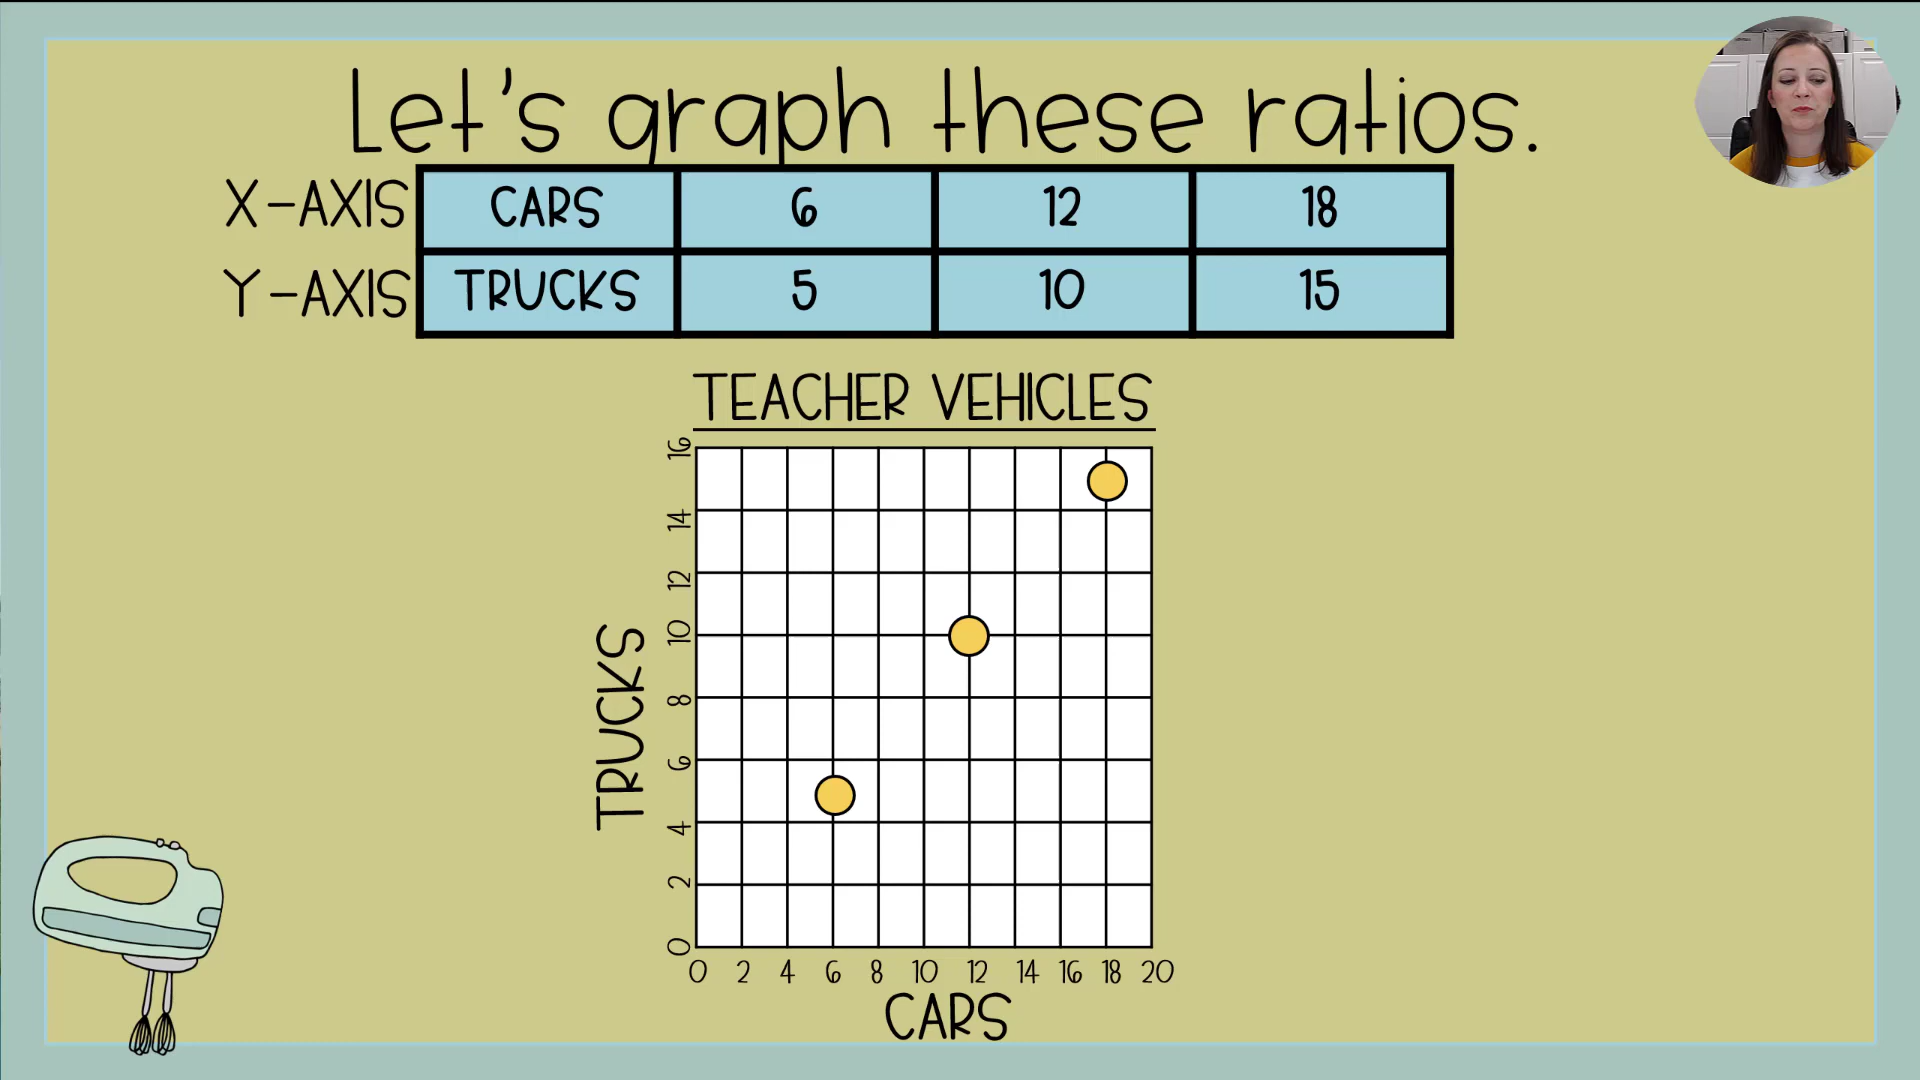 Let's graph these ratios.
X-AXIS CARS 6 12 18
Y-AXIS TRUCKS 5 10 15
TEACHER VEHICLES
16
14
12
10
8
6
4
2
0
TRUCKS
0 2 4 6 8 10 12 14 16 18 20
CARS